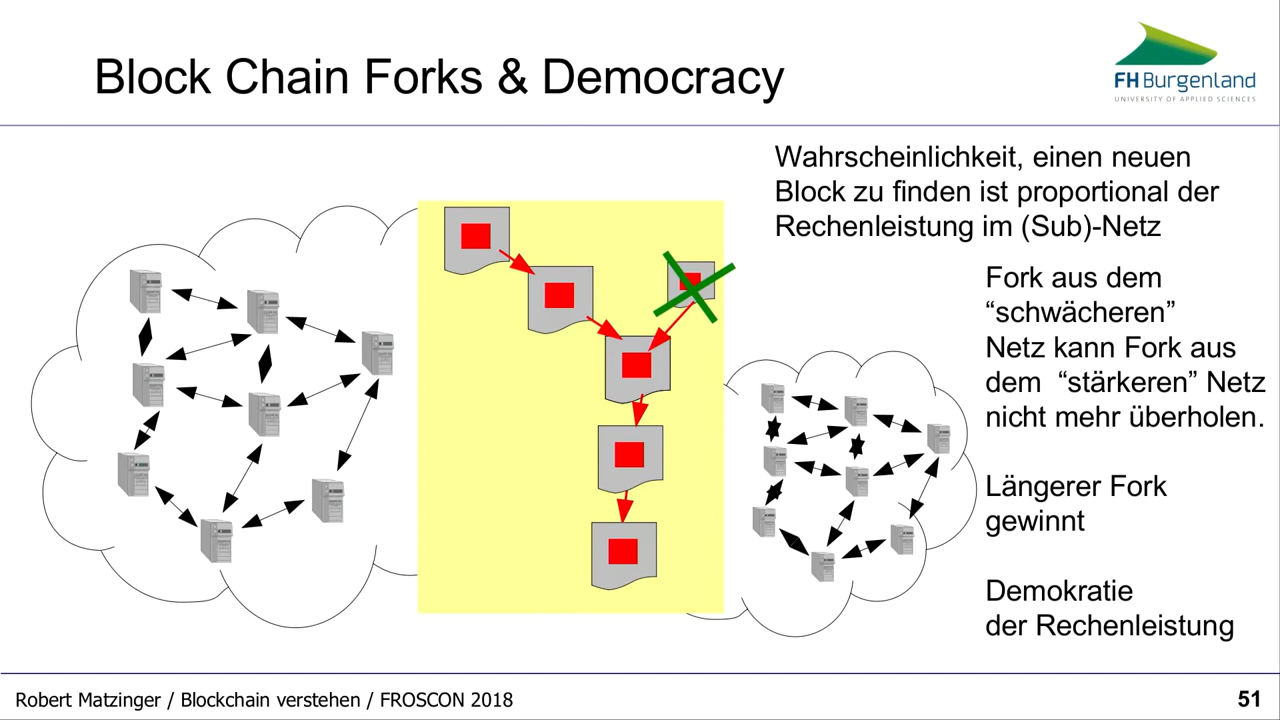 Block Chain Forks & Democracy
FH Burgenland
UNIVERSITY OF APPLIED SCIENCES
Wahrscheinlichkeit, einen neuen
Block zu finden ist proportional der
Rechenleistung im (Sub)-Netz
Fork aus dem
“schwächeren”
Netz kann Fork aus
dem “stärkeren” Netz
nicht mehr überholen.
Längerer Fork
gewinnt
Demokratie
der Rechenleistung
Robert Matzinger / Blockchain verstehen / FROSCON 2018
51